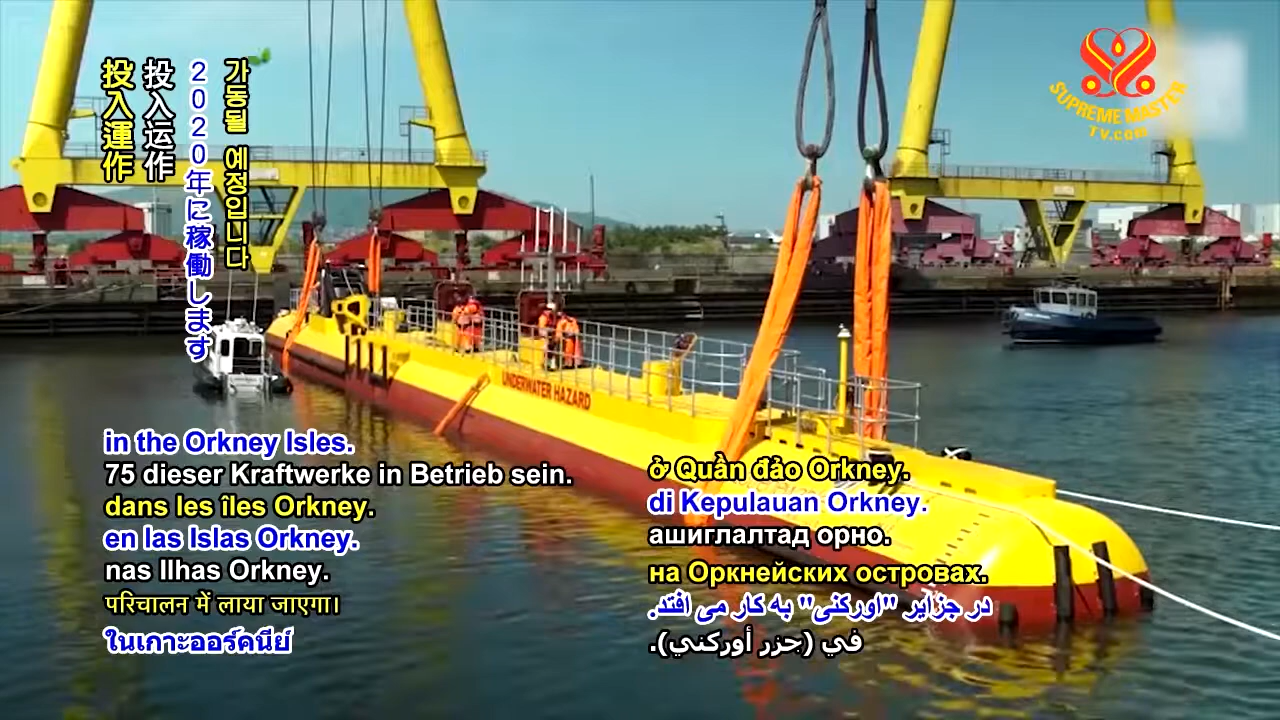 投入運作
投入运作
2020年に稼働します
가동될 예정입니다
SUPREME MASTER
TV.com
UNDERWATER HAZARD
in the Orkney Isles.
75 dieser Kraftwerke in Betrieb sein.
dans les îles Orkney.
en las Islas Orkney.
nas Ilhas Orkney.
परिचालन में लाया जाएगा।
ในเกาะออร์คนีย์
ở Quần đảo Orkney.
di Kepulauan Orkney.
ашиглалтад орно.
на Оркнейских островах.
در جزایر "اورکنی" به کار می افتد.
في (جزر أوركني).